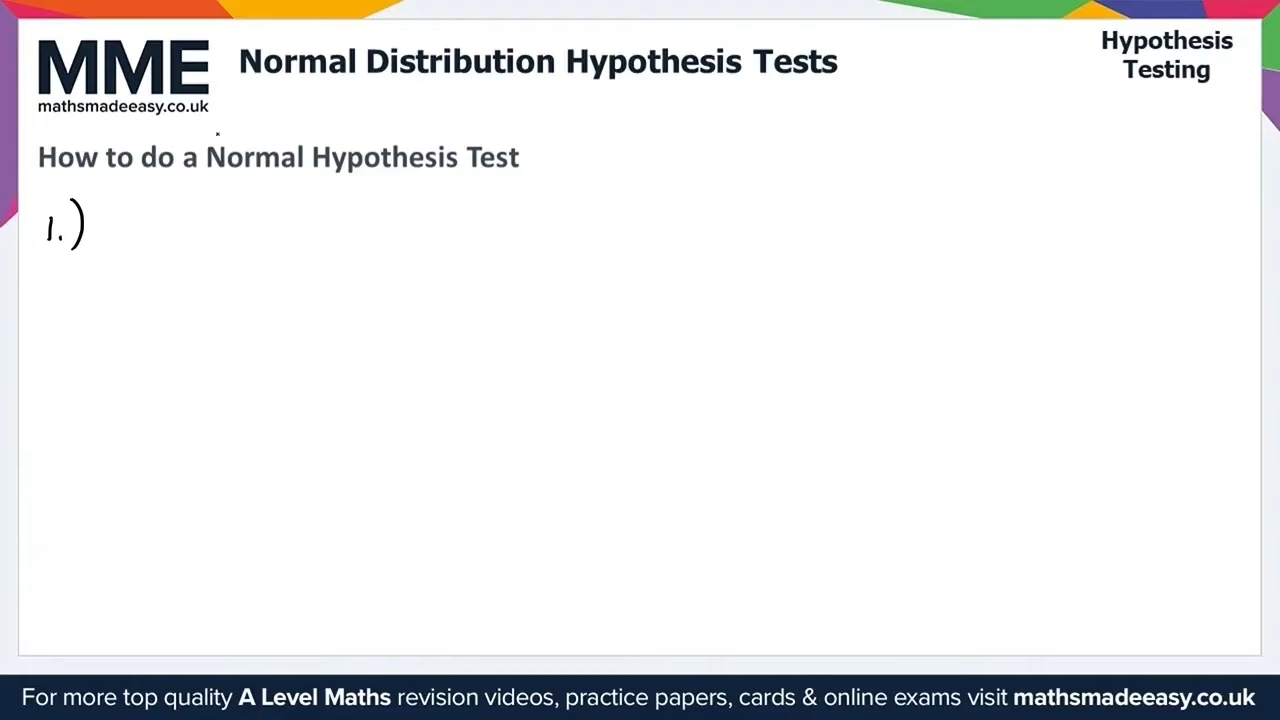 MME
mathsmadeeasy.co.uk
Normal Distribution Hypothesis Tests
Hypothesis
Testing
How to do a Normal Hypothesis Test
1.)
For more top quality A Level Maths revision videos, practice papers, cards & online exams visit mathsmadeeasy.co.uk